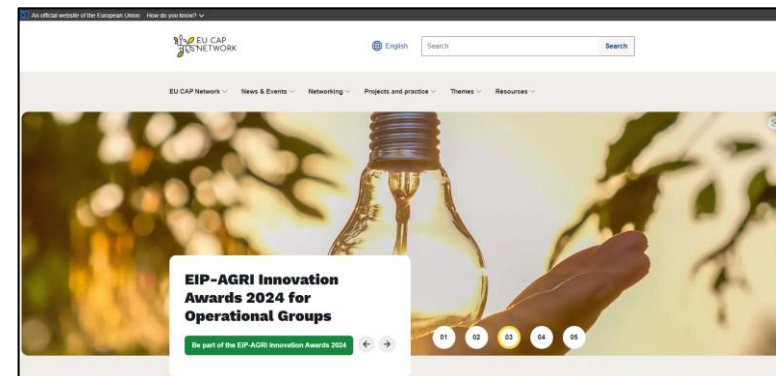 An official website of the European Union How do you know?
EU CAP
NETWORK
English
Search
Search
EU CAP Network
News & Events
Networking
Projects and practice
Themes
Resources
EIP-AGRI Innovation
Awards 2024 for
Operational Groups
Be part of the EIP-AGRI Innovation Awards 2024
01
02
03
04
05